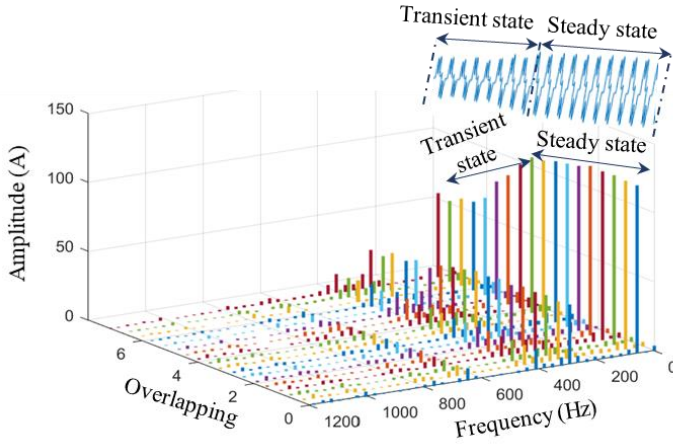 Transient state
Steady state
Transient
state
Steady state
150
100
50
0
Amplitude (A)
6
4
2
0
Overlapping
1200
1000
800
600
400
200
0
Frequency (Hz)